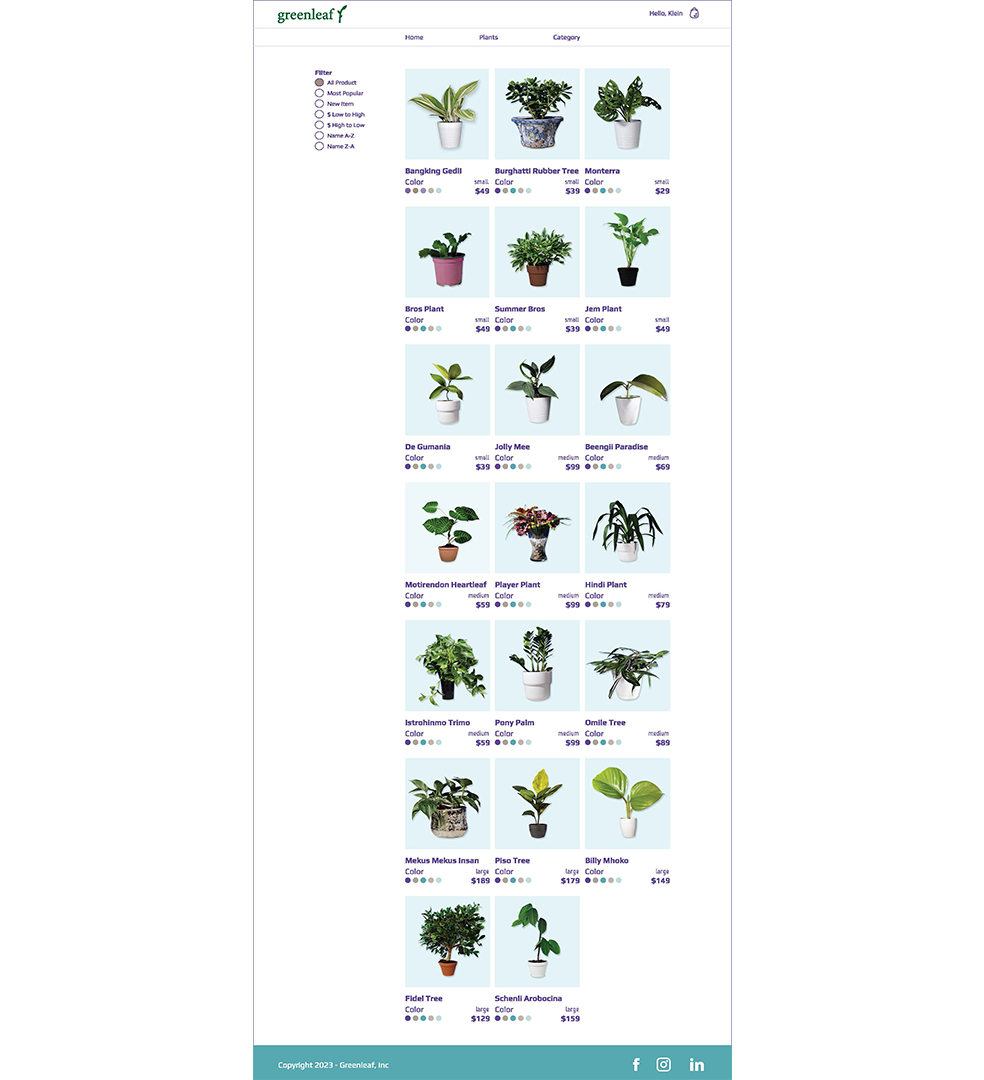 greenleaf
Hello, Klein
Home Plants Category
Filter
All Product
Most Popular
New Item
$ Low to High
$ High to Low
Name A-Z
Name Z-A
Bangking Gedil
Color small
$49
Burghatti Rubber Tree
Color small
$39
Monterra
Color small
$29
Bros Plant
Color small
$49
Summer Bros
Color small
$39
Jem Plant
Color small
$49
De Gumania
Color small
$39
Jolly Mee
Color medium
$99
Beengii Paradise
Color medium
$69
Motirendon Heartleaf
Color medium
$59
Player Plant
Color medium
$99
Hindi Plant
Color medium
$79
Istrohinmo Trimo
Color medium
$59
Pony Palm
Color medium
$99
Omile Tree
Color medium
$89
Mekus Mekus Insan
Color large
$189
Piso Tree
Color large
$179
Billy Mhoko
Color large
$149
Fidel Tree
Color large
$129
Schenli Arobocina
Color large
$159
Copyright 2023 - Greenleaf, Inc